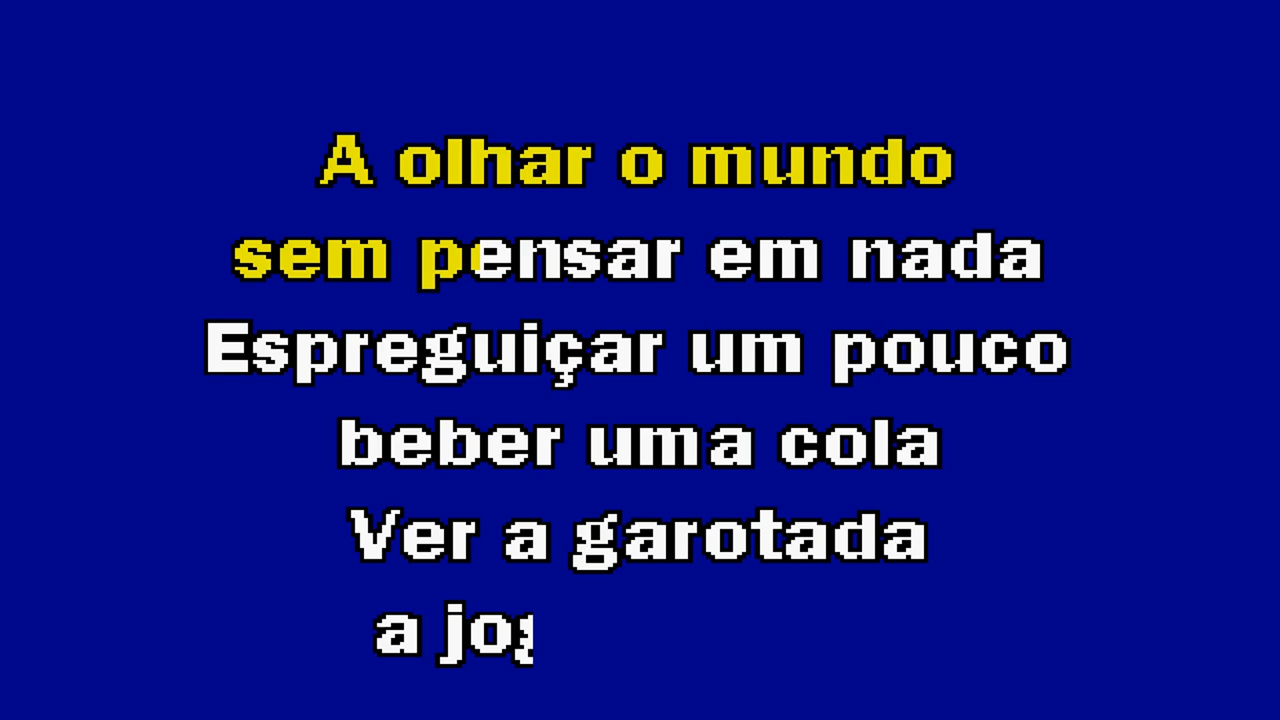 A olhar o mundo
sem pensar em nada
Espreguiçar um pouco
beber uma cola
Ver a garotada
a